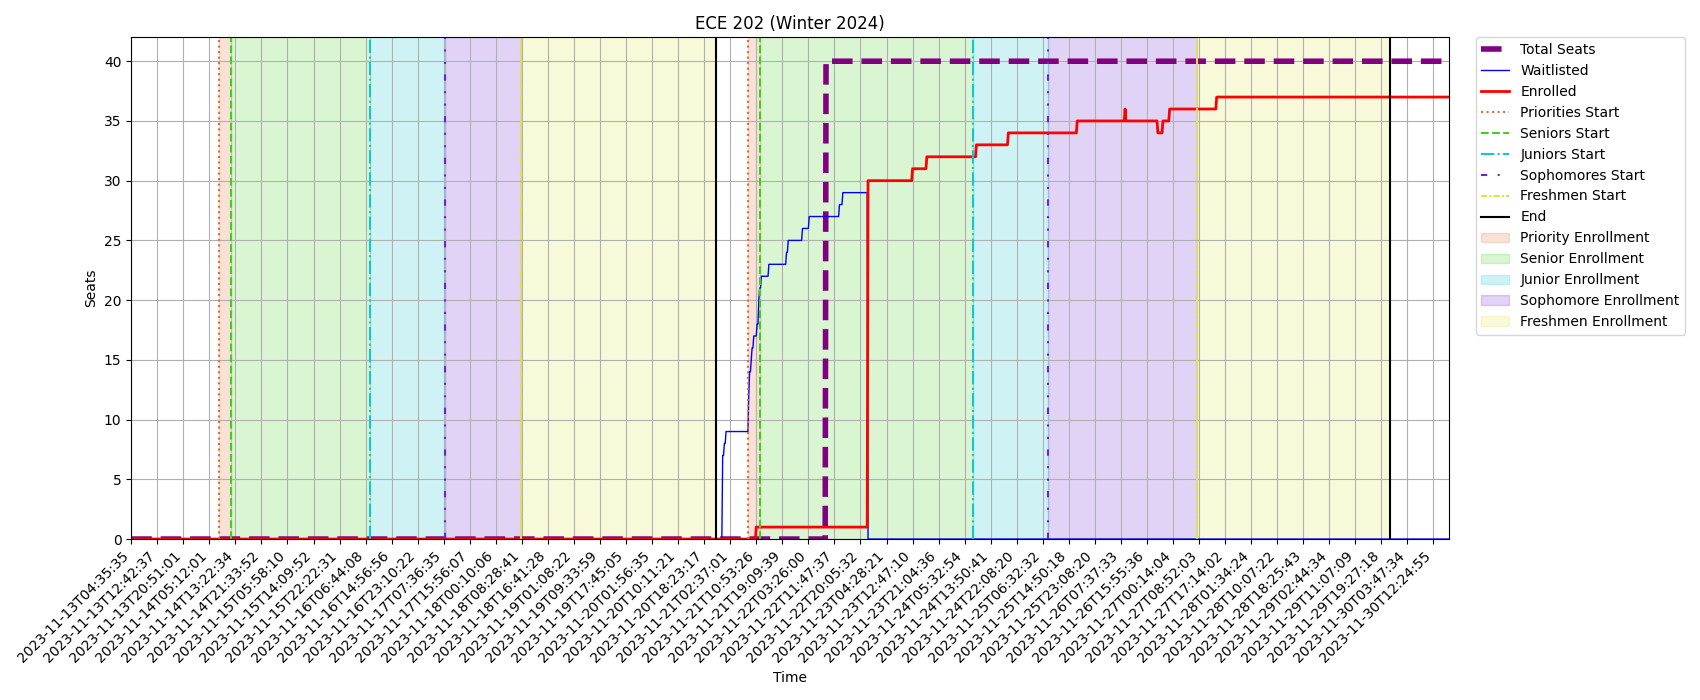 ECE 202 (Winter 2024)
Seats
40
35
30
25
20
15
10
5
0
2023-11-13T04:35:35
2023-11-13T12:42:37
2023-11-13T20:51:01
2023-11-14T05:12:01
2023-11-14T13:22:34
2023-11-14T21:33:52
2023-11-15T05:58:10
2023-11-15T14:09:52
2023-11-15T22:22:31
2023-11-16T06:44:08
2023-11-16T14:56:56
2023-11-16T23:10:22
2023-11-17T07:36:35
2023-11-17T15:56:07
2023-11-18T00:10:06
2023-11-18T08:28:41
2023-11-18T16:41:28
2023-11-19T01:08:22
2023-11-19T09:33:59
2023-11-19T17:45:05
2023-11-20T01:56:35
2023-11-20T10:11:21
2023-11-20T18:23:17
2023-11-21T02:37:01
2023-11-21T10:53:26
2023-11-21T19:09:39
2023-11-22T03:26:00
2023-11-22T11:47:37
2023-11-22T20:05:32
2023-11-23T04:28:21
2023-11-23T12:47:10
2023-11-23T21:04:36
2023-11-24T05:32:54
2023-11-24T13:50:41
2023-11-24T22:08:20
2023-11-25T06:32:32
2023-11-25T14:50:18
2023-11-25T23:08:20
2023-11-26T07:37:33
2023-11-26T15:55:36
2023-11-27T00:14:04
2023-11-27T08:52:03
2023-11-27T17:14:02
2023-11-28T01:34:24
2023-11-28T10:07:22
2023-11-28T18:25:43
2023-11-29T02:44:34
2023-11-29T11:07:09
2023-11-29T19:27:18
2023-11-30T03:47:34
2023-11-30T12:24:55
Time
Total Seats
Waitlisted
Enrolled
Priorities Start
Seniors Start
Juniors Start
Sophomores Start
Freshmen Start
End
Priority Enrollment
Senior Enrollment
Junior Enrollment
Sophomore Enrollment
Freshmen Enrollment